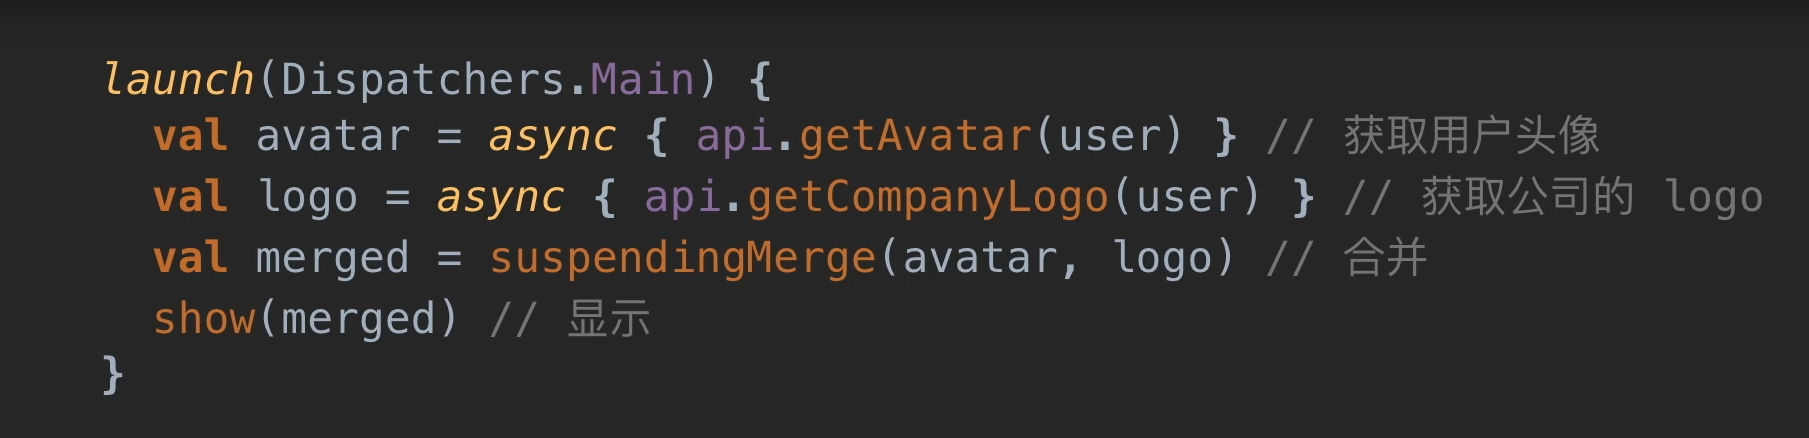 launch(Dispatchers.Main) {
  val avatar = async { api.getAvatar(user) } // 获取用户头像
  val logo = async { api.getCompanyLogo(user) } // 获取公司的 logo
  val merged = suspendingMerge(avatar, logo) // 合并
  show(merged) // 显示
}